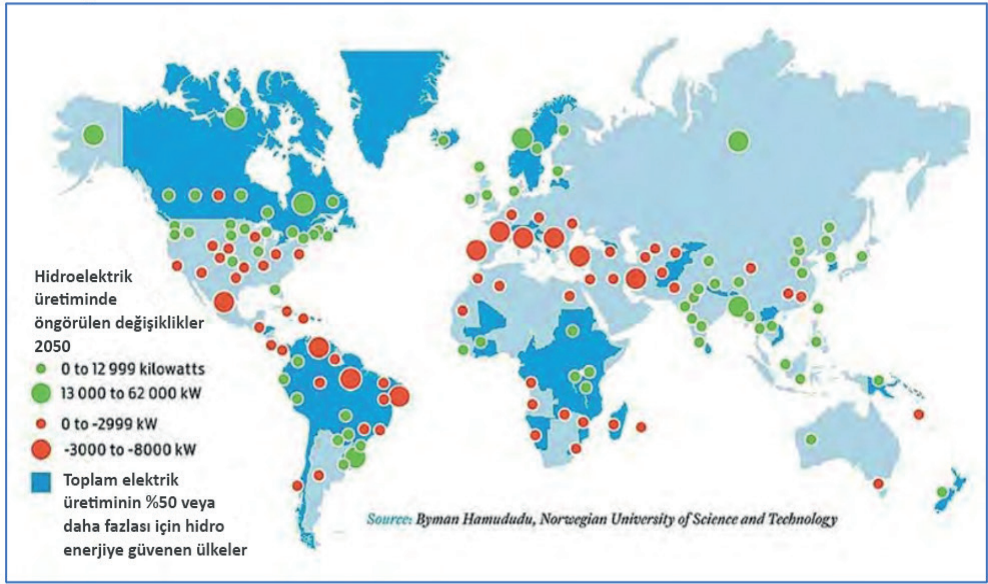 Hidroelektrik
üretiminde
öngörülen değişiklikler
2050
0 to 12 999 kilowatts
13 000 to 62 000 kW
0 to -2999 kW
-3000 to -8000 kW
Toplam elektrik
üretiminin %50 veya
daha fazlası için hidro
enerjiye güvenen ülkeler
Source: Byman Hamududu, Norwegian University of Science and Technology